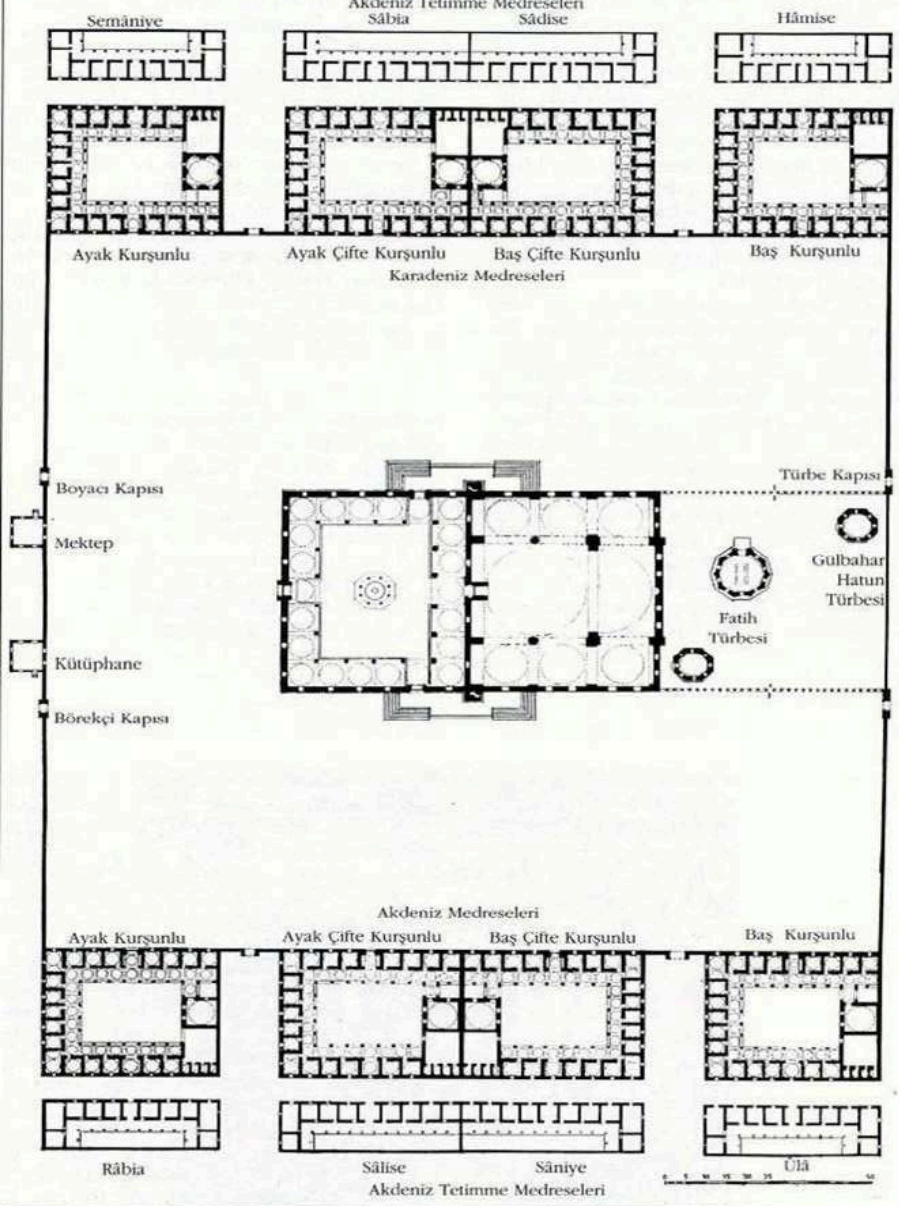 Akdeniz Tetimme Medreseleri
Semâniye
Sâbia
Sâdise
Hâmise
Ayak Kurşunlu
Ayak Çifte Kurşunlu
Baş Çifte Kurşunlu
Baş Kurşunlu
Karadeniz Medreseleri
Boyacı Kapısı
Türbe Kapısı
Mektep
Gülbahar
Hatun
Türbesi
Fatih
Türbesi
Kütüphane
Börekçi Kapısı
Akdeniz Medreseleri
Ayak Kurşunlu
Ayak Çifte Kurşunlu
Baş Çifte Kurşunlu
Baş Kurşunlu
Râbia
Sâlise
Sâniye
Ûlâ
Akdeniz Tetimme Medreseleri